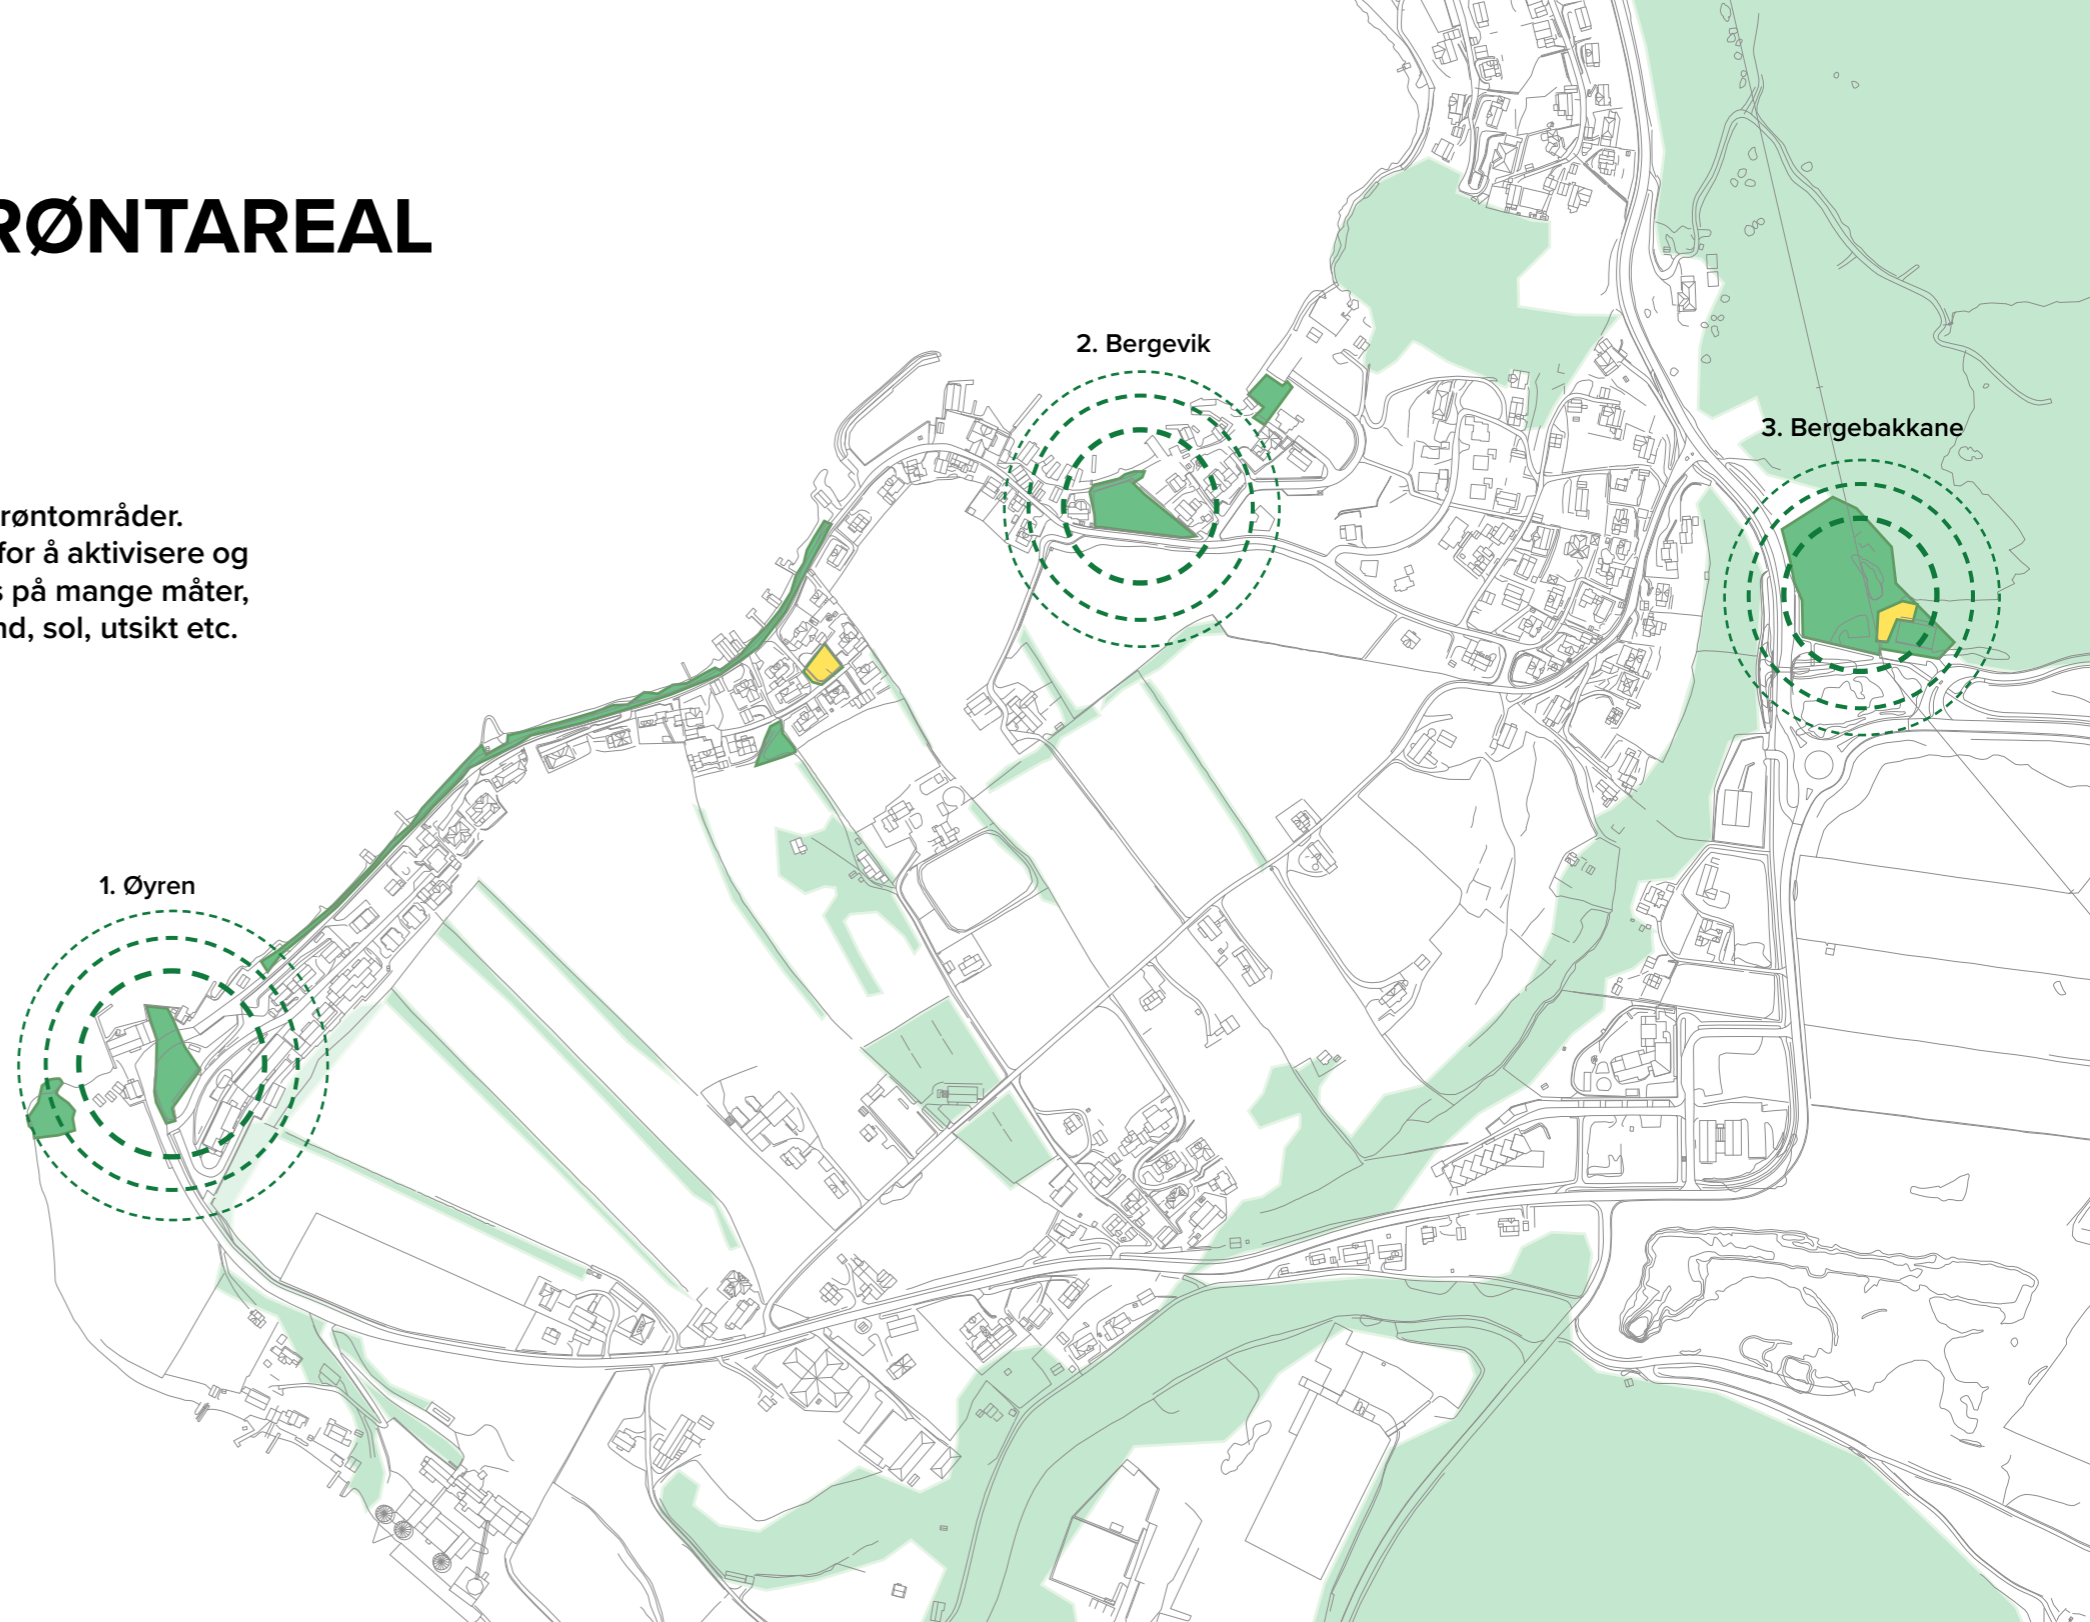 RØNTAREAL
røntområder.
for å aktivisere og
s på mange måter,
nd, sol, utsikt etc.
2. Bergevik
3. Bergebakkane
1. Øyren